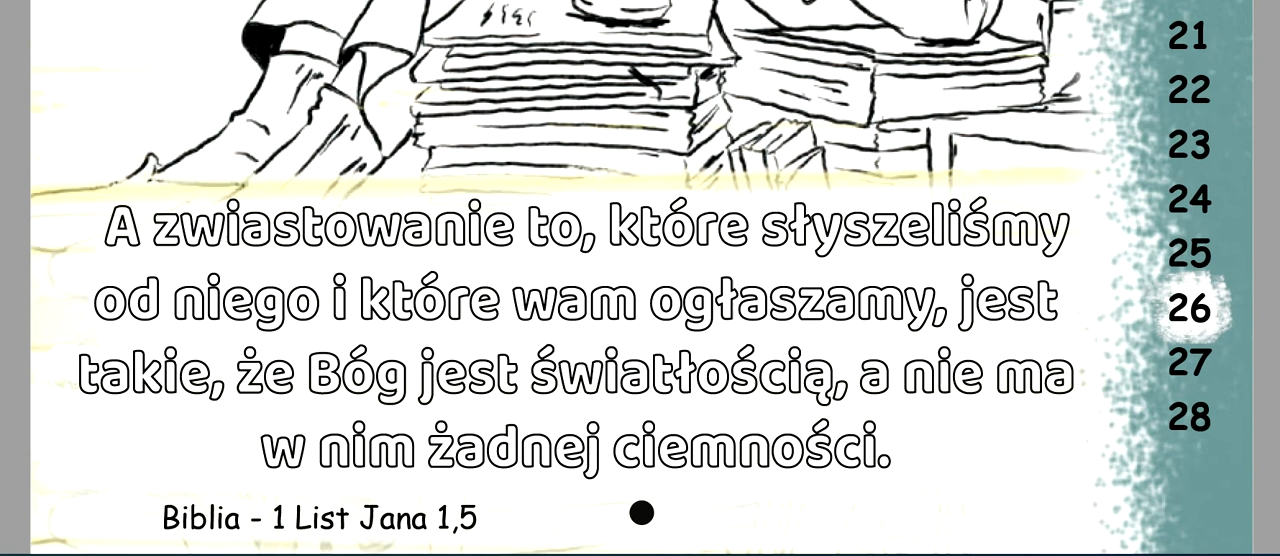 21
22
23
24
25
26
27
28
A zwiastowanie to, które słyszeliśmy
od niego i które wam ogłaszamy, jest
takie, że Bóg jest światłością, a nie ma
w nim żadnej ciemności.
Biblia - 1 List Jana 1,5